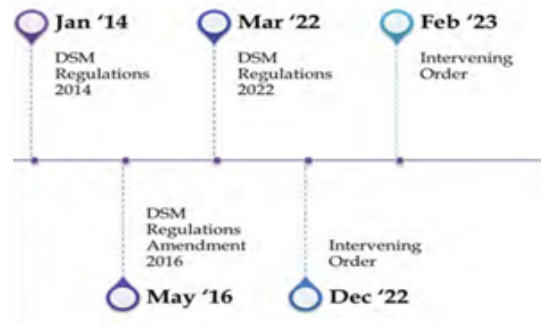 Jan ‘14
DSM
Regulations
2014
Mar ‘22
DSM
Regulations
2022
Feb ‘23
Intervening
Order
DSM
Regulations
Amendment
2016
May ‘16
Intervening
Order
Dec ‘22